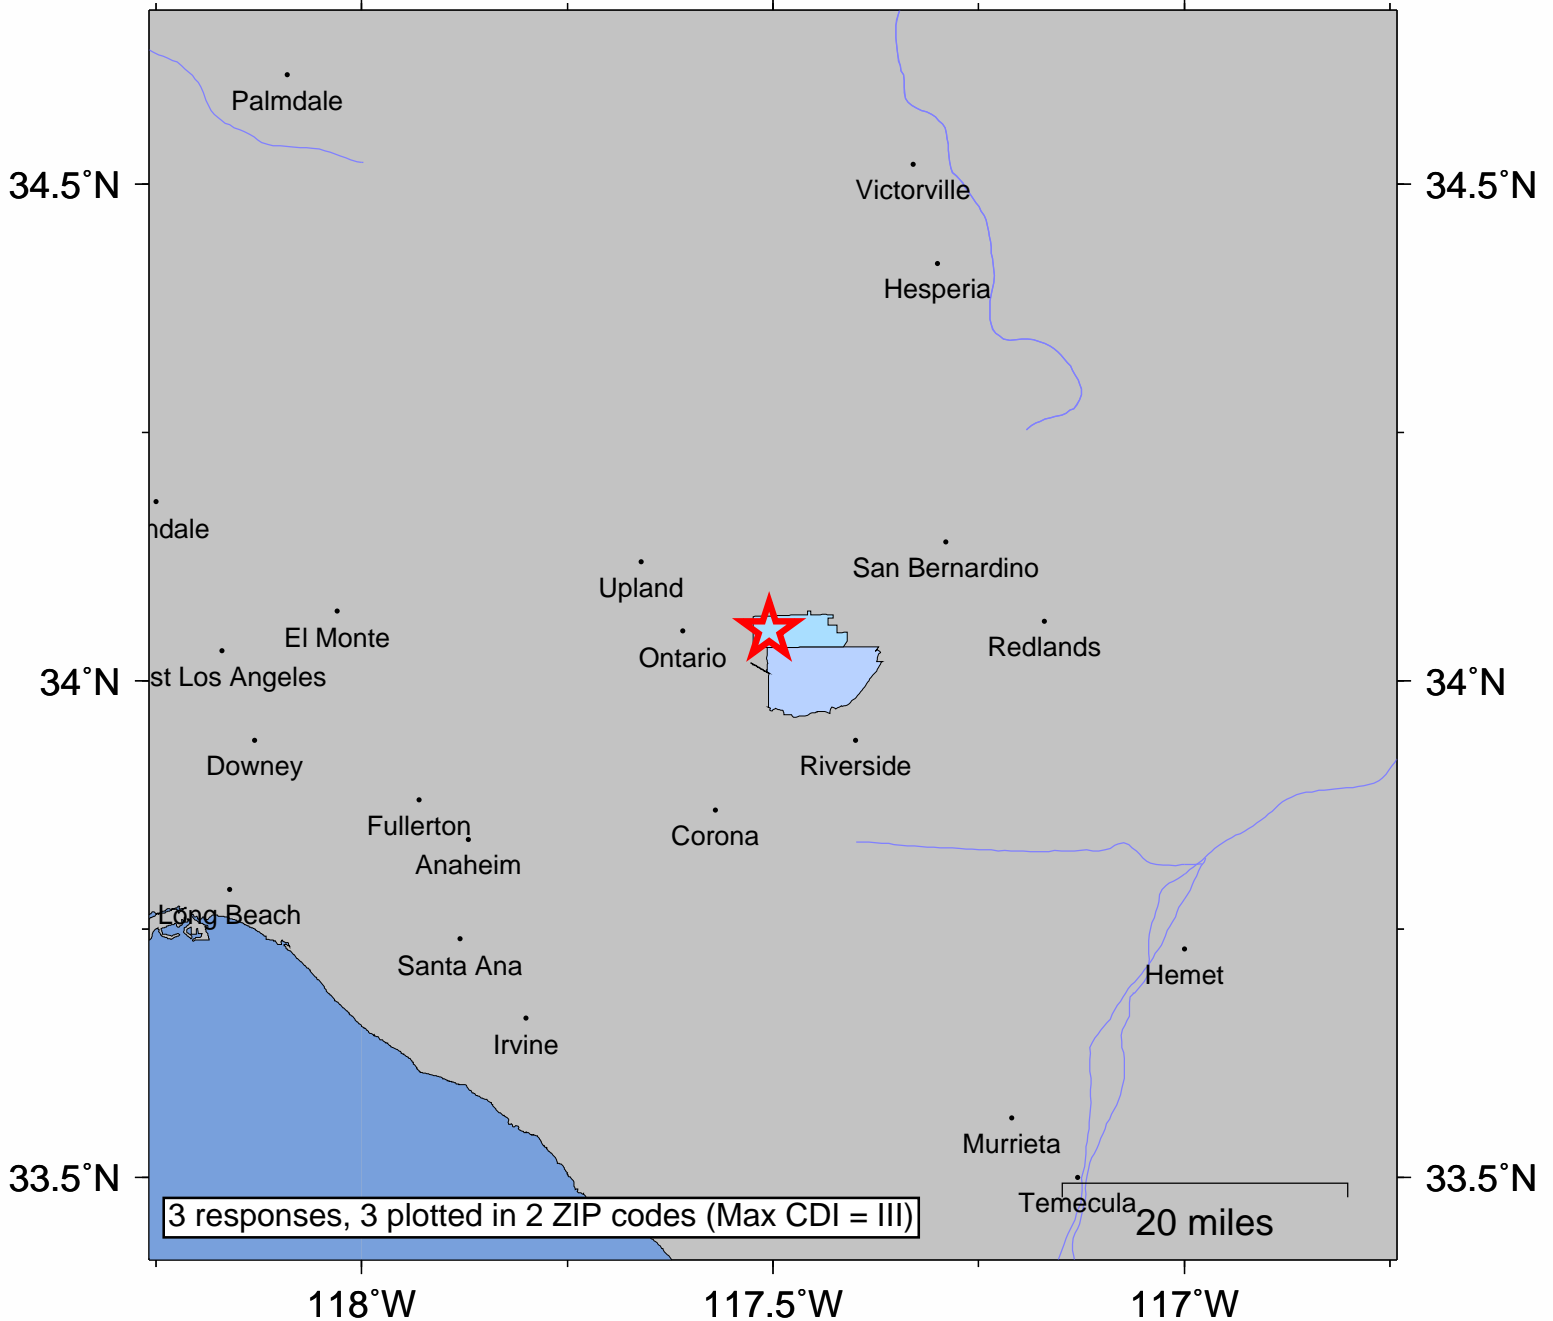 Palmdale
34.5˚N
34.5˚N
Victorville
Hesperia
ndale
San Bernardino
Upland
El Monte
Redlands
Ontario
34˚N
st Los Angeles
34˚N
Downey
Riverside
Fullerton
Corona
Anaheim
Long Beach
Santa Ana
Hemet
Irvine
Murrieta
33.5˚N
33.5˚N
Temecula
3 responses, 3 plotted in 2 ZIP codes (Max CDI = III)
20 miles
118˚W
117.5˚W
117˚W